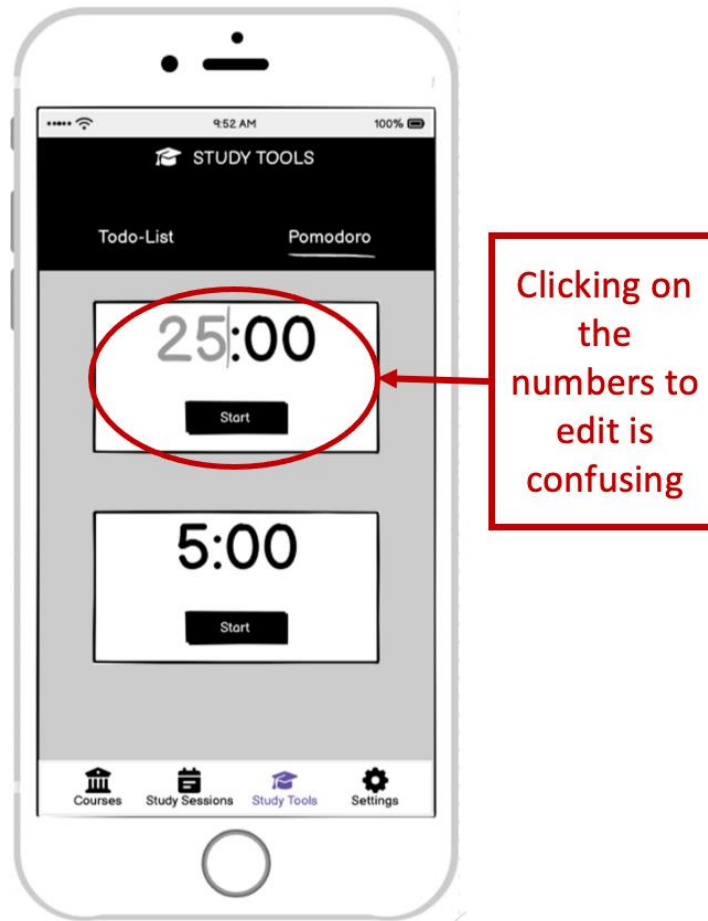 9:52 AM 100%
STUDY TOOLS
Todo-List Pomodoro
25:00
Start
5:00
Start
Courses Study Sessions Study Tools Settings
Clicking on
the
numbers to
edit is
confusing